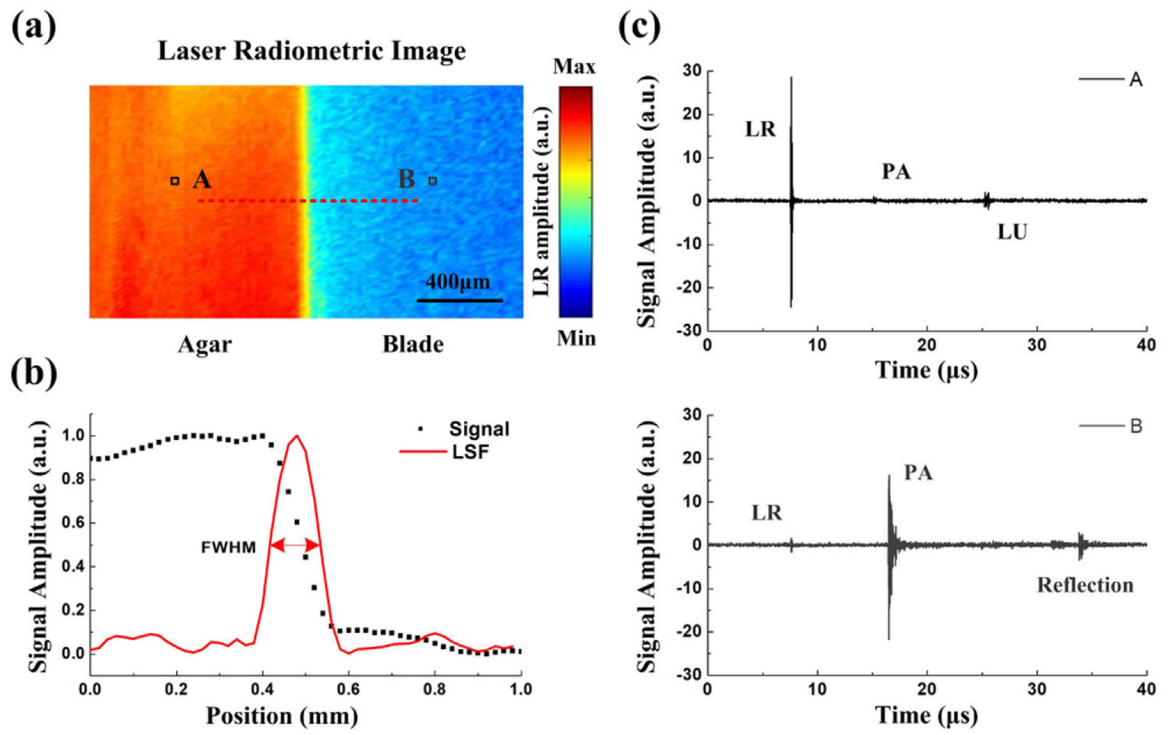 (a)
Laser Radiometric Image
A
B
400μm
Agar
Blade
Max
LR amplitude (a.u.)
Min
(b)
Signal Amplitude (a.u.)
1.0
0.8
0.6
0.4
0.2
0.0
Signal
LSF
FWHM
0.0 0.2 0.4 0.6 0.8 1.0
Position (mm)
(c)
Signal Amplitude (a.u.)
30
20
10
0
-10
-20
-30
A
LR
PA
LU
0 10 20 30 40
Time (μs)
Signal Amplitude (a.u.)
30
20
10
0
-10
-20
-30
B
PA
LR
Reflection
0 10 20 30 40
Time (μs)